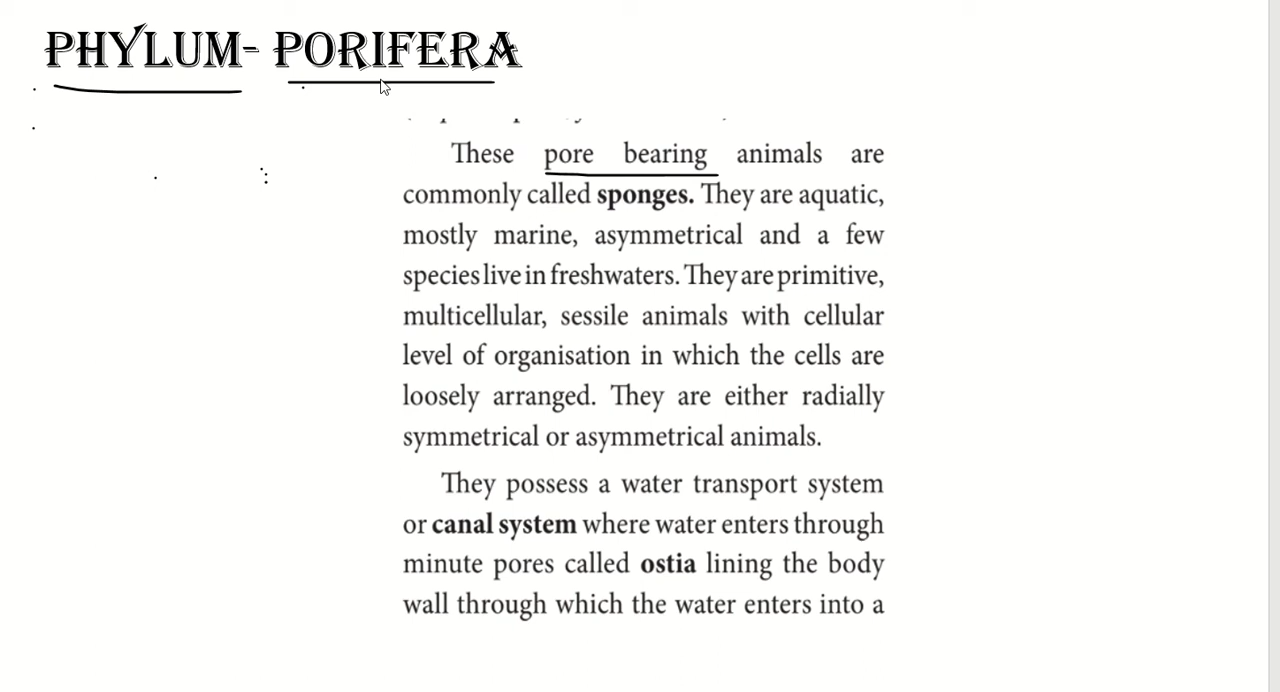 PHYLUM- PORIFERA
These pore bearing animals are
commonly called sponges. They are aquatic,
mostly marine, asymmetrical and a few
species live in freshwaters. They are primitive,
multicellular, sessile animals with cellular
level of organisation in which the cells are
loosely arranged. They are either radially
symmetrical or asymmetrical animals.
They possess a water transport system
or canal system where water enters through
minute pores called ostia lining the body
wall through which the water enters into a